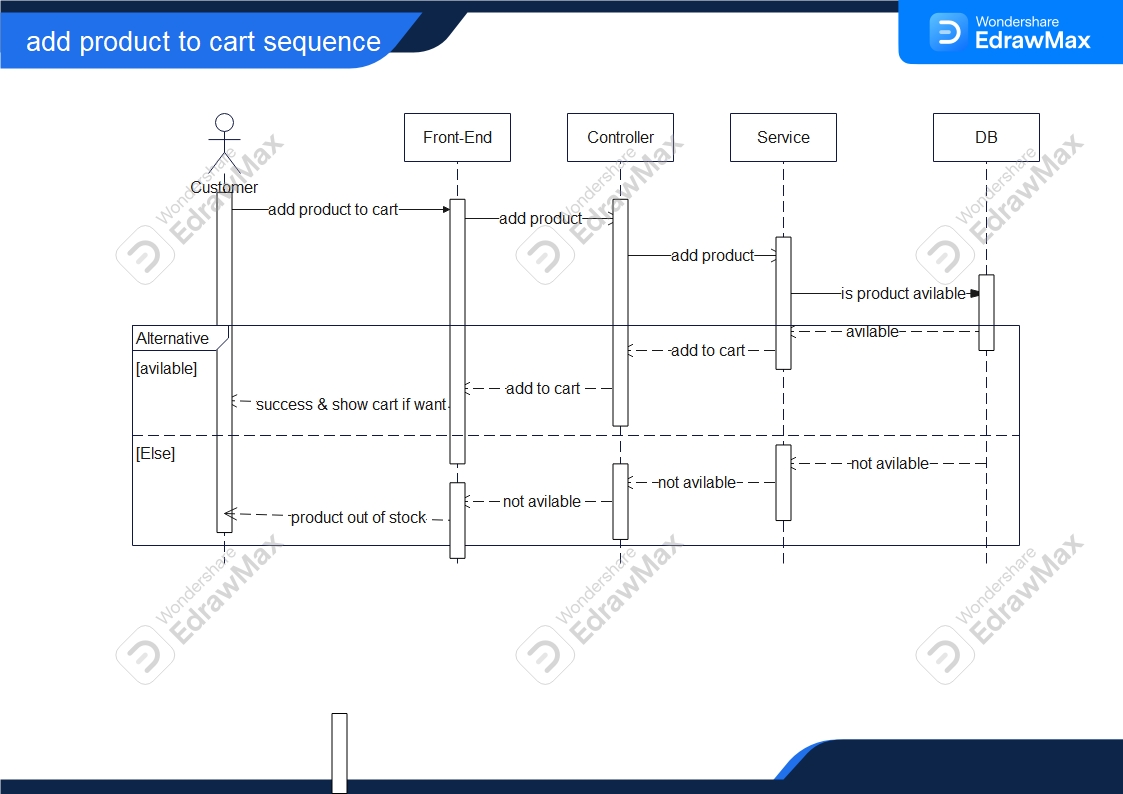 add product to cart sequence
Wondershare
EdrawMax
Customer
Front-End
Controller
Service
DB
add product to cart
add product
add product
is product avilable
Alternative
avilable
[avilable]
add to cart
add to cart
success & show cart if want
[Else]
not avilable
not avilable
not avilable
product out of stock
Wondershare
EdrawMax
Wondershare
EdrawMax
Wondershare
EdrawMax
Wondershare
EdrawMax
Wondershare
EdrawMax
Wondershare
EdrawMax